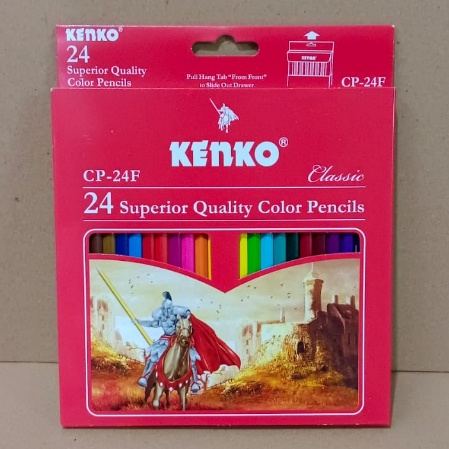 KENKO
24
Superior Quality
Color Pencils
Pull Hang Tab "From Front"
to Slide Out Drawer
CP-24F
KENKO®
CP-24F
Classic
24 Superior Quality Color Pencils